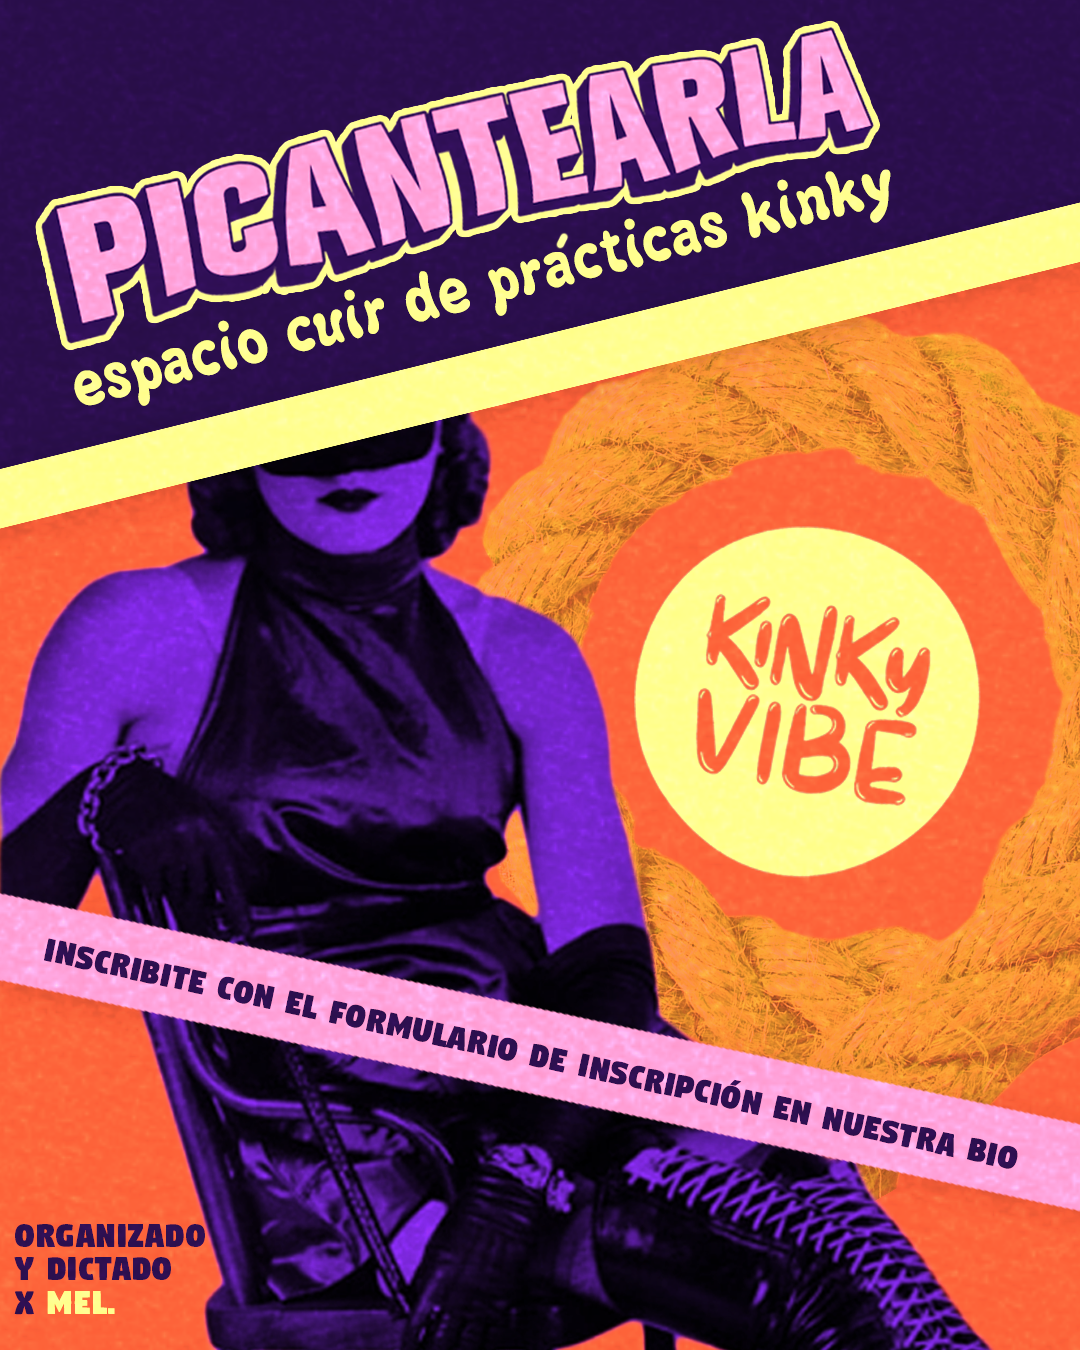 PICANTEARLA
espacio cuir de prácticas kinky
KINKY
VIBE
INSCRIBITE CON EL FORMULARIO DE INSCRIPCIÓN EN NUESTRA BIO
ORGANIZADO
Y DICTADO
X MEL.